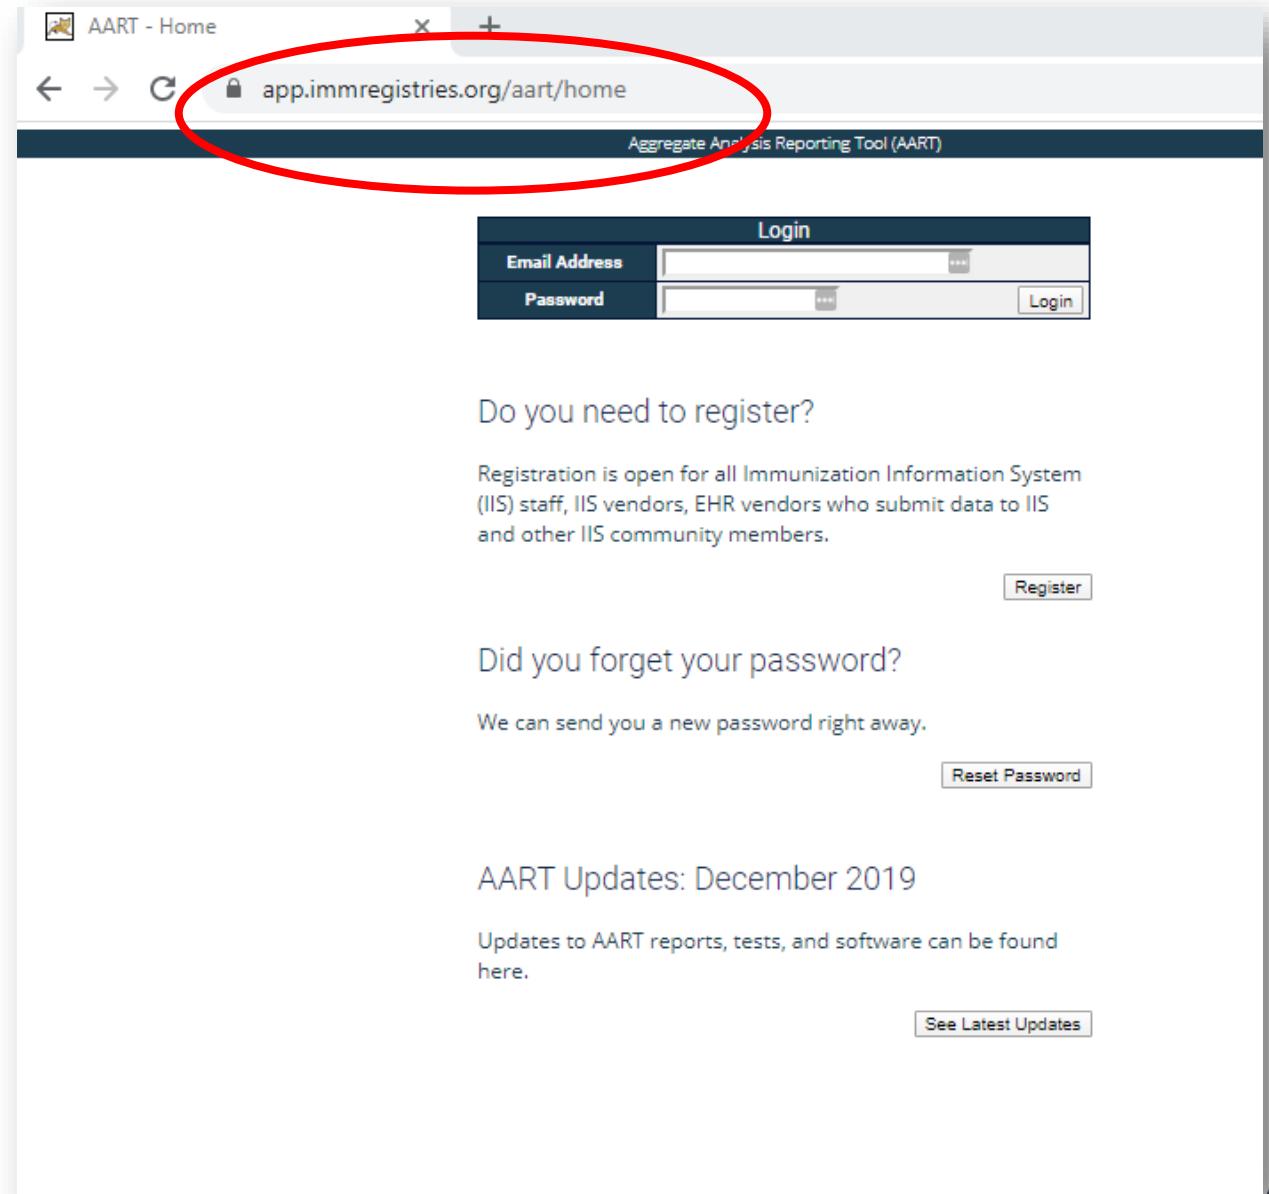 AART - Home
app.immregistries.org/aart/home
Aggregate Analysis Reporting Tool (AART)
Login
Email Address
Password
Login
Do you need to register?
Registration is open for all Immunization Information System
(IIS) staff, IIS vendors, EHR vendors who submit data to IIS
and other IIS community members.
Register
Did you forget your password?
We can send you a new password right away.
Reset Password
AART Updates: December 2019
Updates to AART reports, tests, and software can be found
here.
See Latest Updates